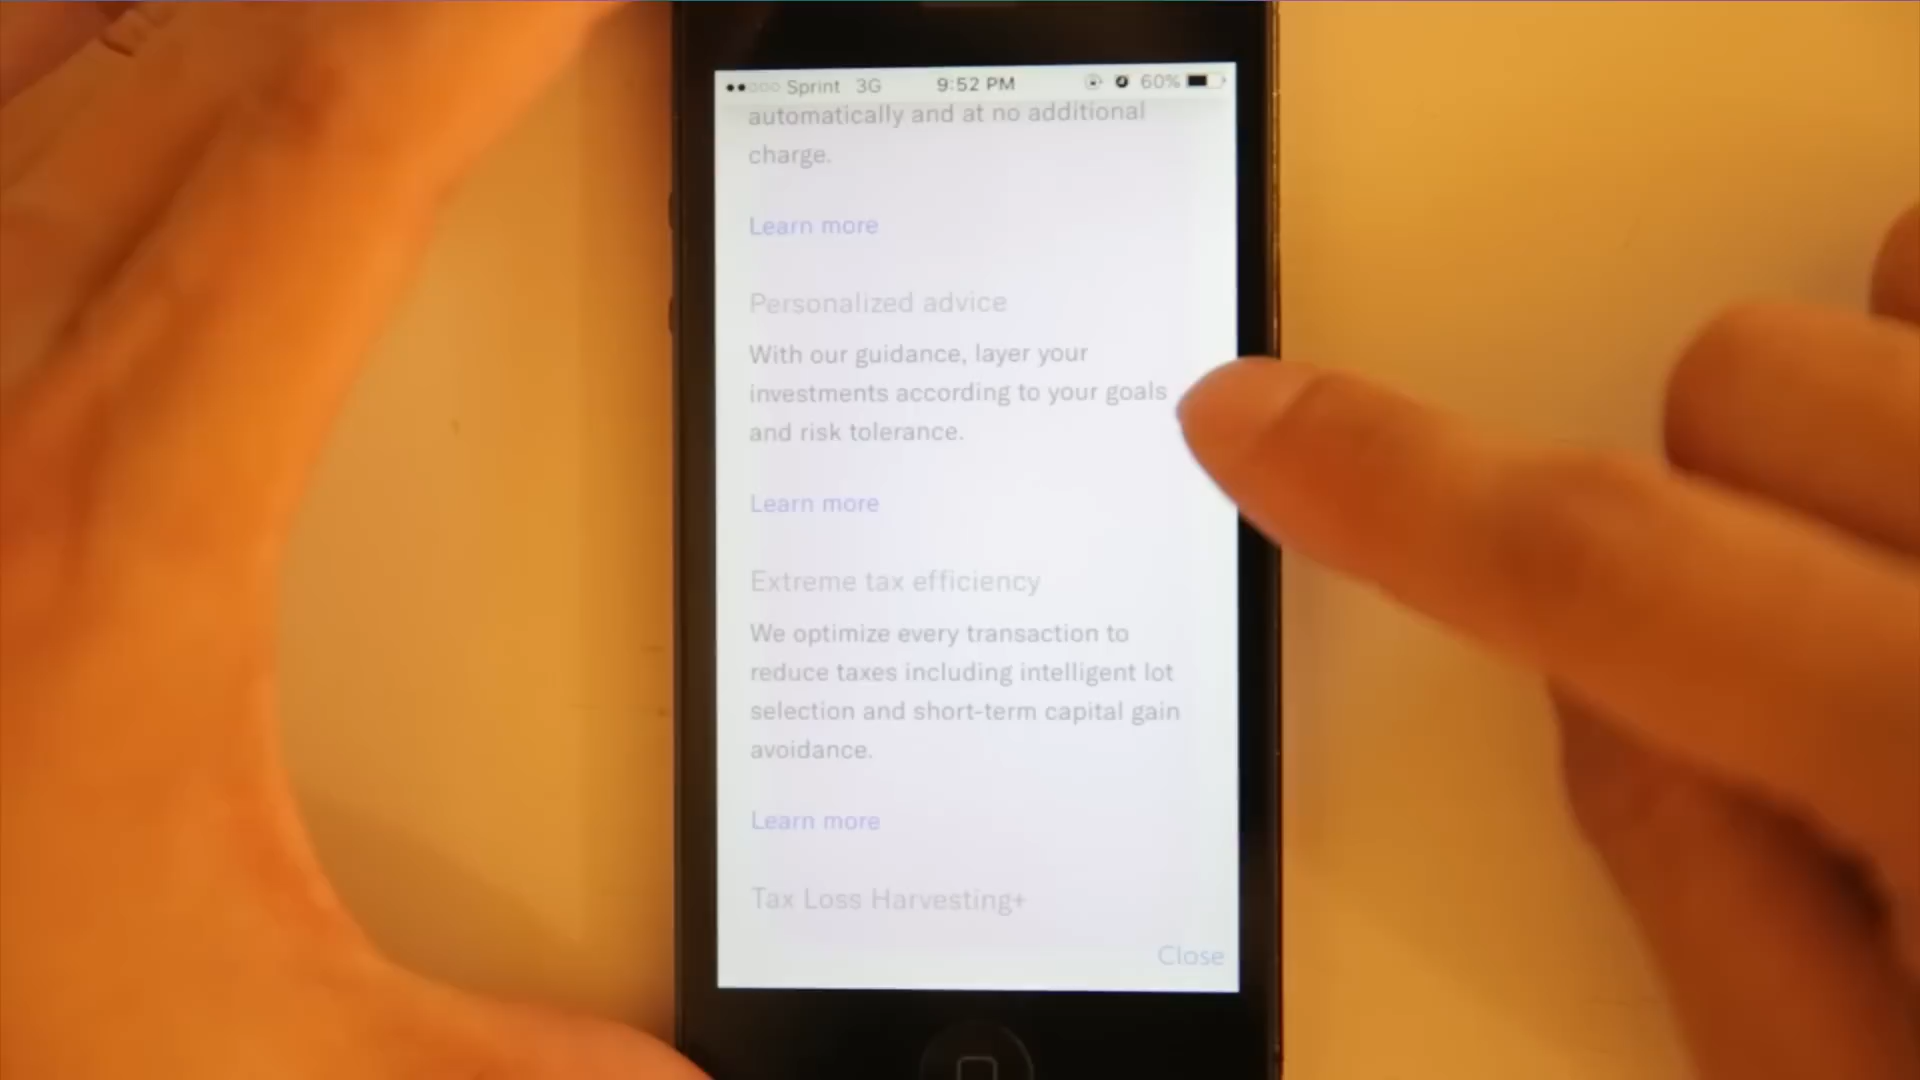 Sprint 3G 9:52 PM 60%
automatically and at no additional
charge.
Learn more
Personalized advice
With our guidance, layer your
investments according to your goals
and risk tolerance.
Learn more
Extreme tax efficiency
We optimize every transaction to
reduce taxes including intelligent lot
selection and short-term capital gain
avoidance.
Learn more
Tax Loss Harvesting+
Close